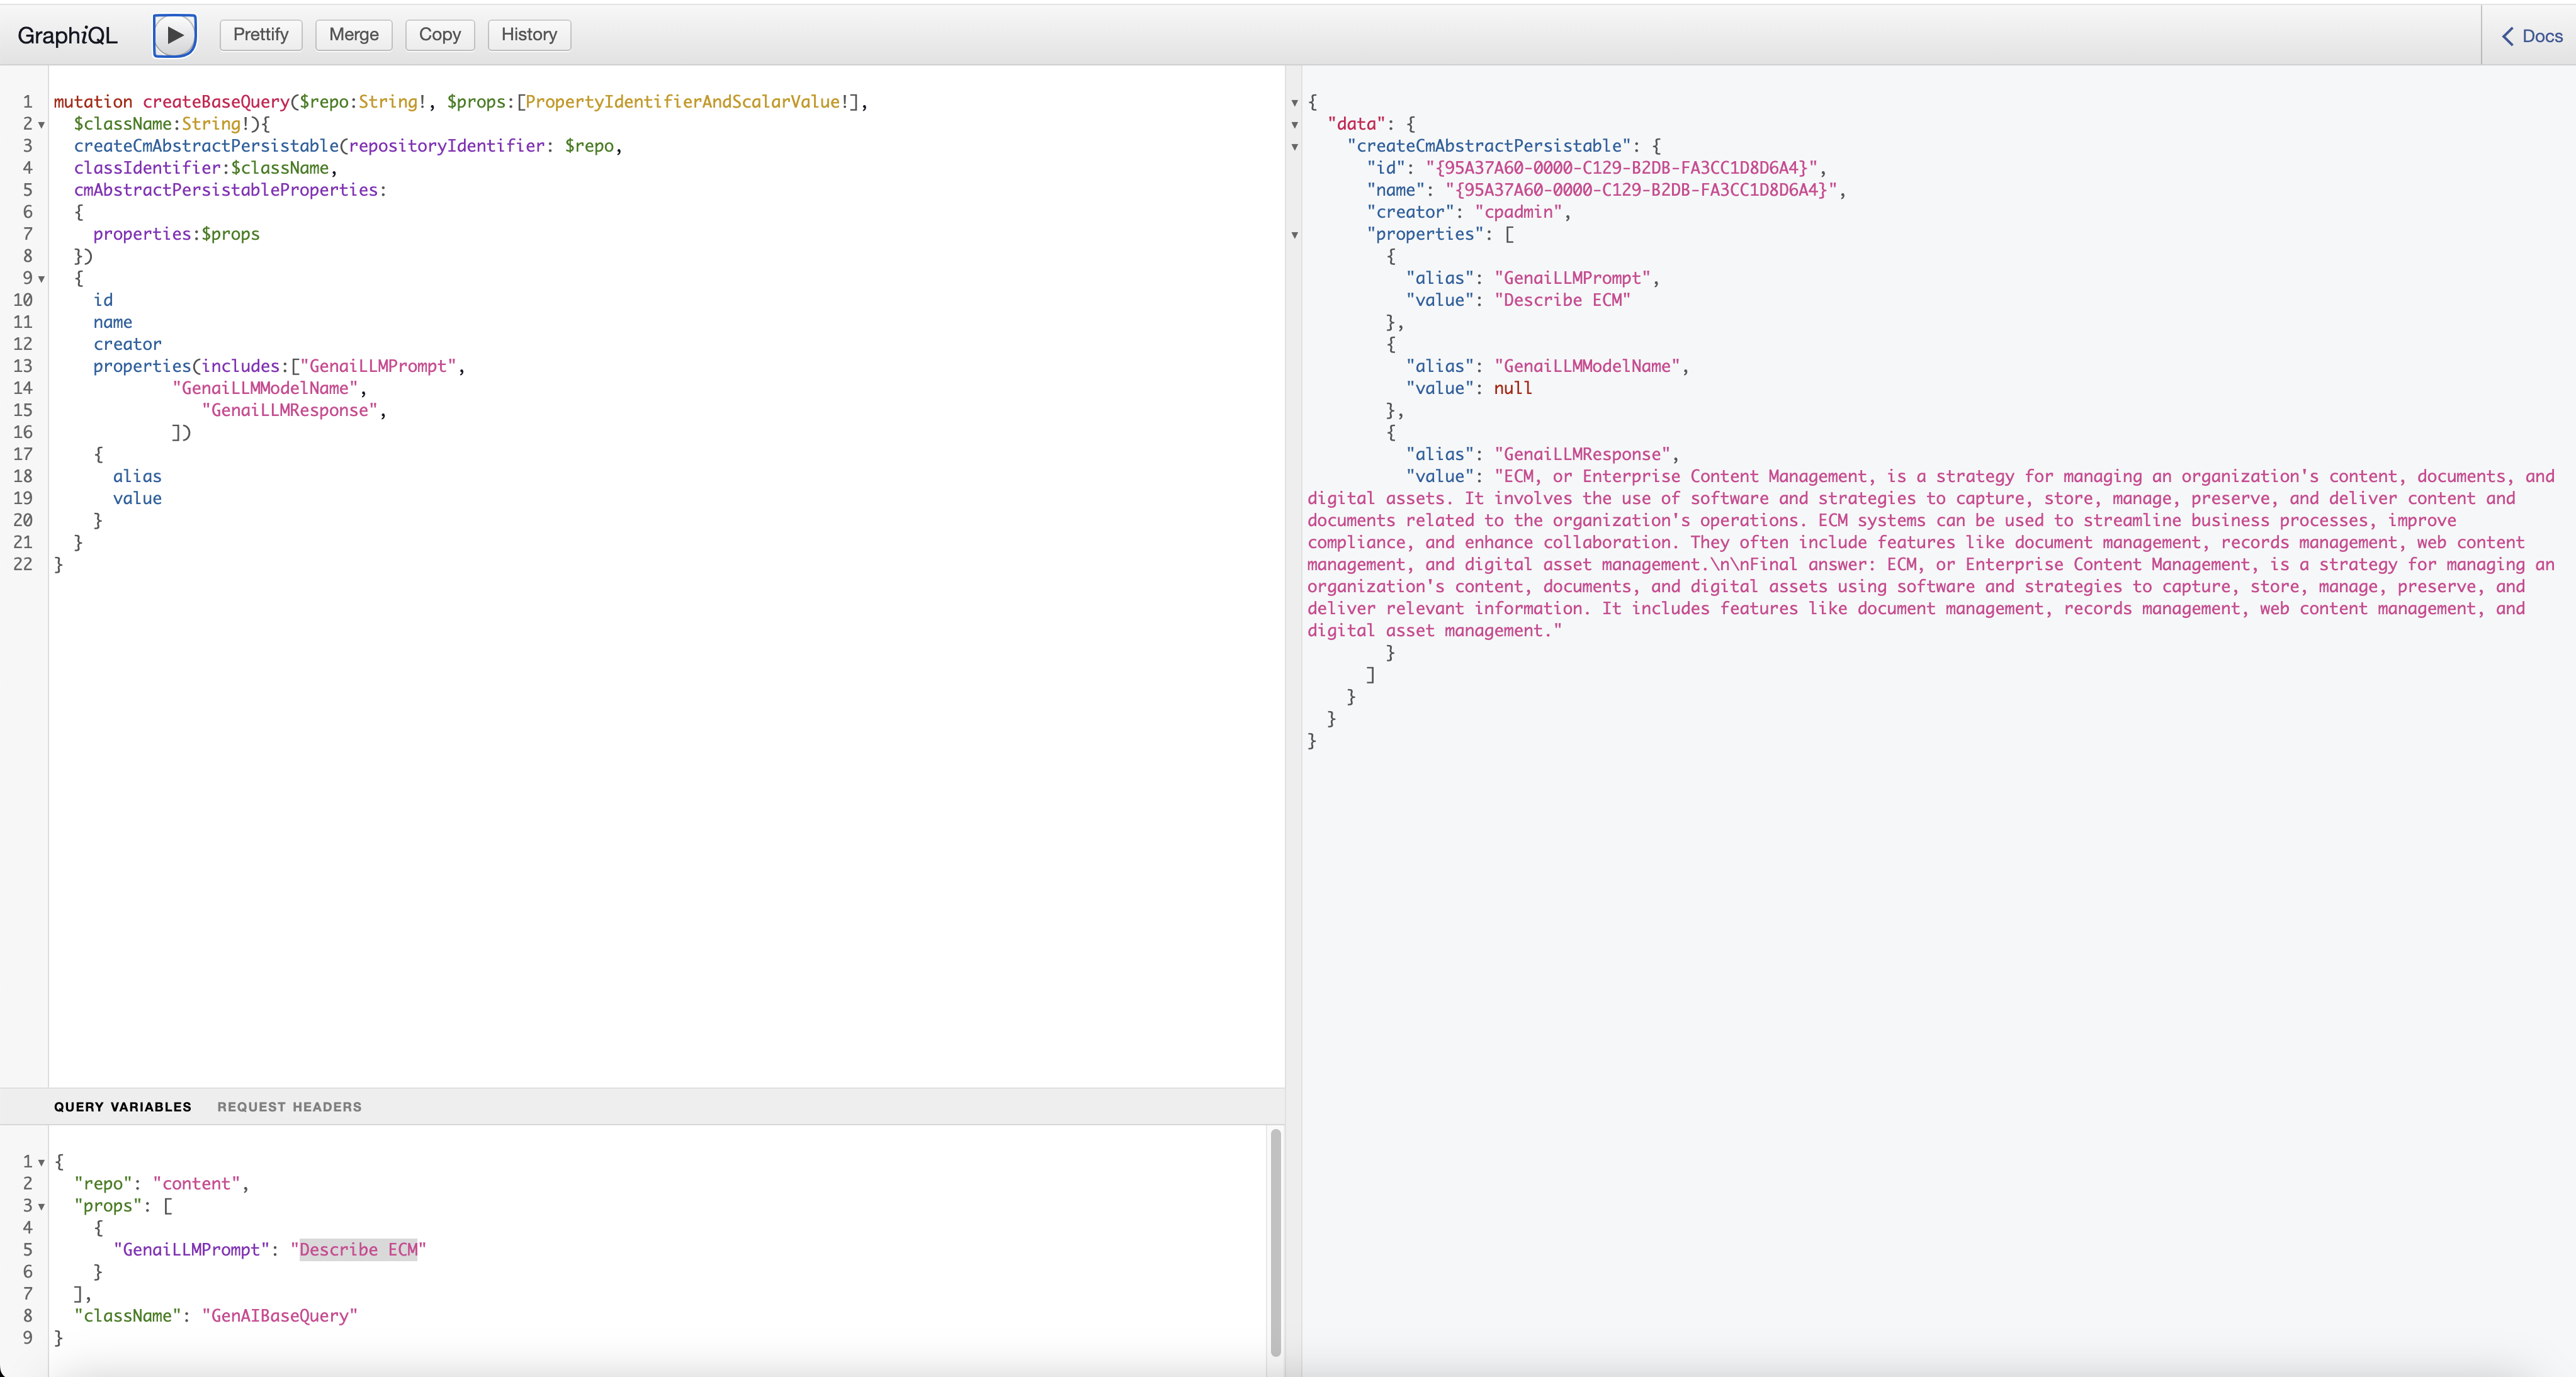 GraphiQL
Prettify
Merge
Copy
History
Docs
1 mutation createBaseQuery($repo:String!, $props:[PropertyIdentifierAndScalarValue!],
2 $className:String!){
3 createCmAbstractPersistable(repositoryIdentifier: $repo,
4 classIdentifier:$className,
5 cmAbstractPersistableProperties:
6 {
7 properties:$props
8 })
9 {
10 id
11 name
12 creator
13 properties(includes:["GenaiLLMPrompt",
14 "GenaiLLMModelName",
15 "GenaiLLMResponse",
16 ])
17 {
18 alias
19 value
20 }
21 }
22 }
QUERY VARIABLES
REQUEST HEADERS
1 {
2 "repo": "content",
3 "props": [
4 {
5 "GenaiLLMPrompt": "Describe ECM"
6 }
7 ],
8 "className": "GenAIBaseQuery"
9 }
{
"data": {
"createCmAbstractPersistable": {
"id": "{95A37A60-0000-C129-B2DB-FA3CC1D8D6A4}",
"name": "{95A37A60-0000-C129-B2DB-FA3CC1D8D6A4}",
"creator": "cpadmin",
"properties": [
{
"alias": "GenaiLLMPrompt",
"value": "Describe ECM"
},
{
"alias": "GenaiLLMModelName",
"value": null
},
{
"alias": "GenaiLLMResponse",
"value": "ECM, or Enterprise Content Management, is a strategy for managing an organization's content, documents, and
digital assets. It involves the use of software and strategies to capture, store, manage, preserve, and deliver content and
documents related to the organization's operations. ECM systems can be used to streamline business processes, improve
compliance, and enhance collaboration. They often include features like document management, records management, web content
management, and digital asset management.\n\nFinal answer: ECM, or Enterprise Content Management, is a strategy for managing an
organization's content, documents, and digital assets using software and strategies to capture, store, manage, preserve, and
deliver relevant information. It includes features like document management, records management, web content management, and
digital asset management."
}
]
}
}
}